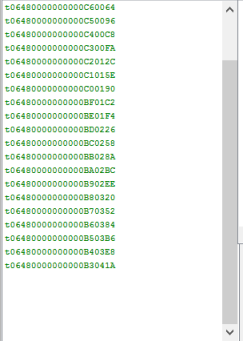 t06480000000000C60064
t06480000000000C50096
t06480000000000C400C8
t06480000000000C300FA
t06480000000000C2012C
t06480000000000C1015E
t06480000000000C00190
t06480000000000BF01C2
t06480000000000BE01F4
t06480000000000BD0226
t06480000000000BC0258
t06480000000000BB028A
t06480000000000BA02BC
t06480000000000B902EE
t06480000000000B80320
t06480000000000B70352
t06480000000000B60384
t06480000000000B503B6
t06480000000000B403E8
t06480000000000B3041A